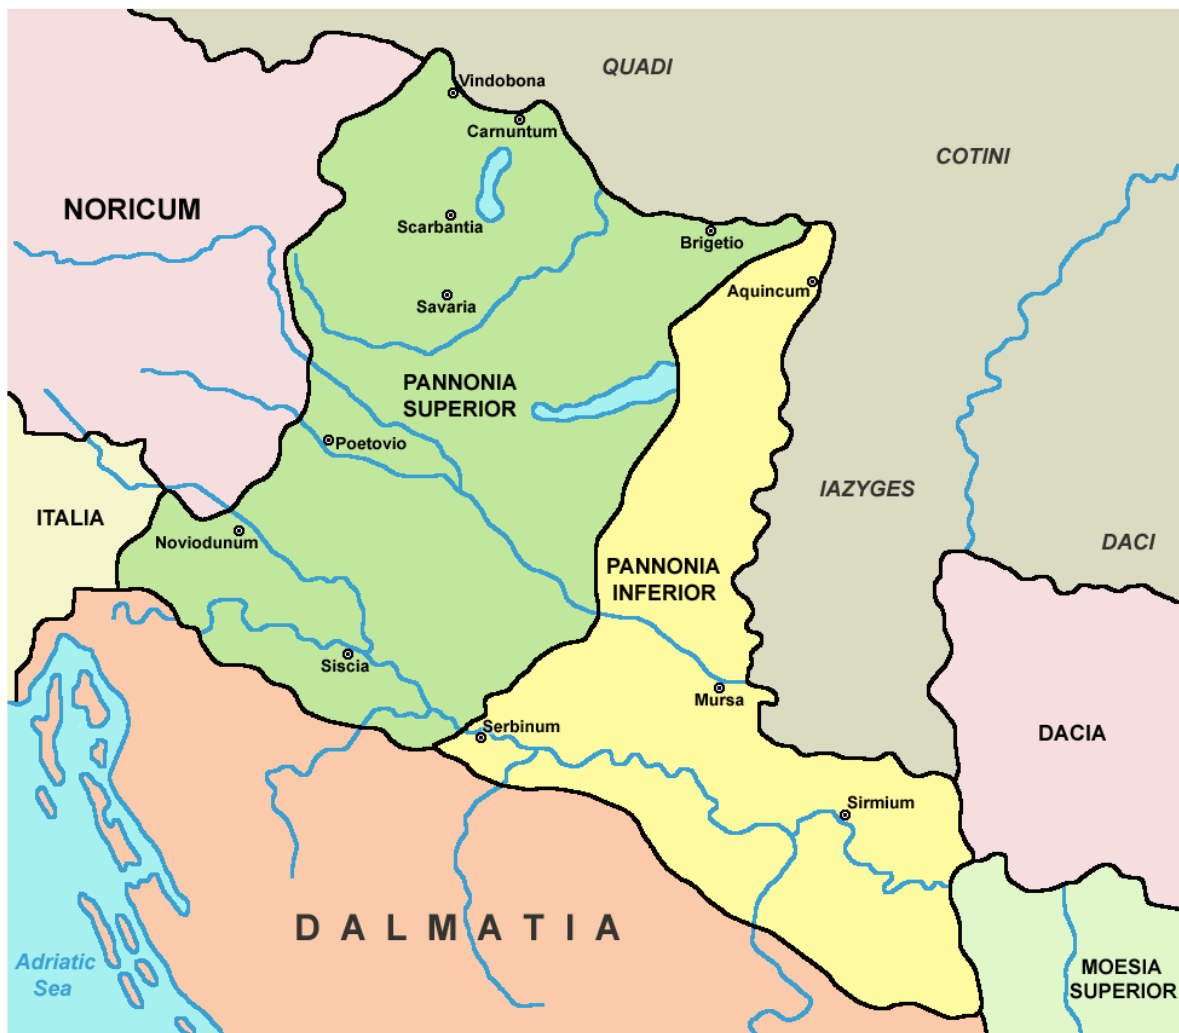 QUADI
Vindobona
Carnuntum
COTINI
NORICUM
Scarbantia
Brigetio
Aquincum
Savaria
PANNONIA
SUPERIOR
Poetovio
IAZYGES
ITALIA
Noviodunum
DACI
PANNONIA
INFERIOR
Siscia
Mursa
Serbinum
DACIA
Sirmium
DALMATIA
Adriatic
Sea
MOESIA
SUPERIOR